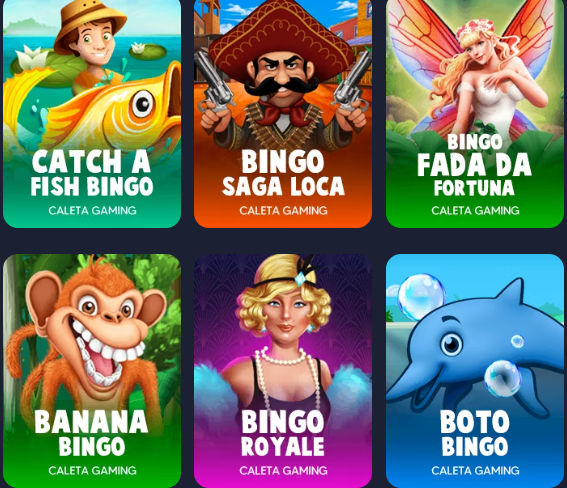 CATCH A
FISH BINGO
CALETA GAMING
BINGO
SAGA LOCA
CALETA GAMING
BINGO
FADA DA
FORTUNA
CALETA GAMING
BANANA
BINGO
CALETA GAMING
BINGO
ROYALE
CALETA GAMING
BOTO
BINGO
CALETA GAMING